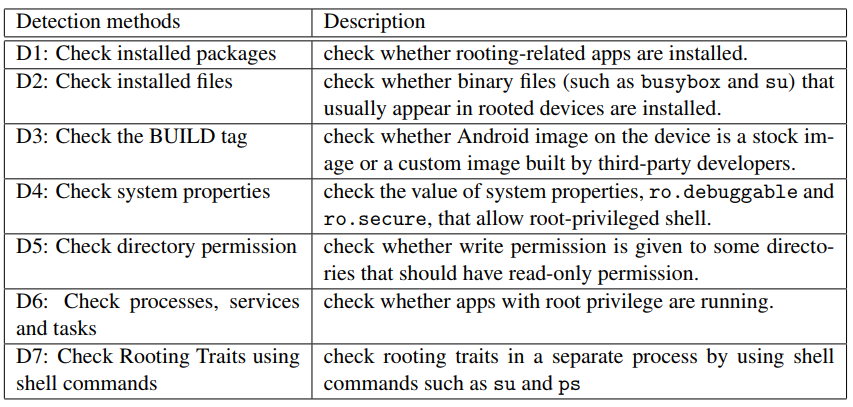 Detection methods Description
D1: Check installed packages check whether rooting-related apps are installed.
D2: Check installed files check whether binary files (such as busybox and su) that
usually appear in rooted devices are installed.
D3: Check the BUILD tag check whether Android image on the device is a stock im-
age or a custom image built by third-party developers.
D4: Check system properties check the value of system properties, ro.debuggable and
ro.secure, that allow root-privileged shell.
D5: Check directory permission check whether write permission is given to some directo-
ries that should have read-only permission.
D6: Check processes, services check whether apps with root privilege are running.
and tasks
D7: Check Rooting Traits using check rooting traits in a separate process by using shell
shell commands commands such as su and ps